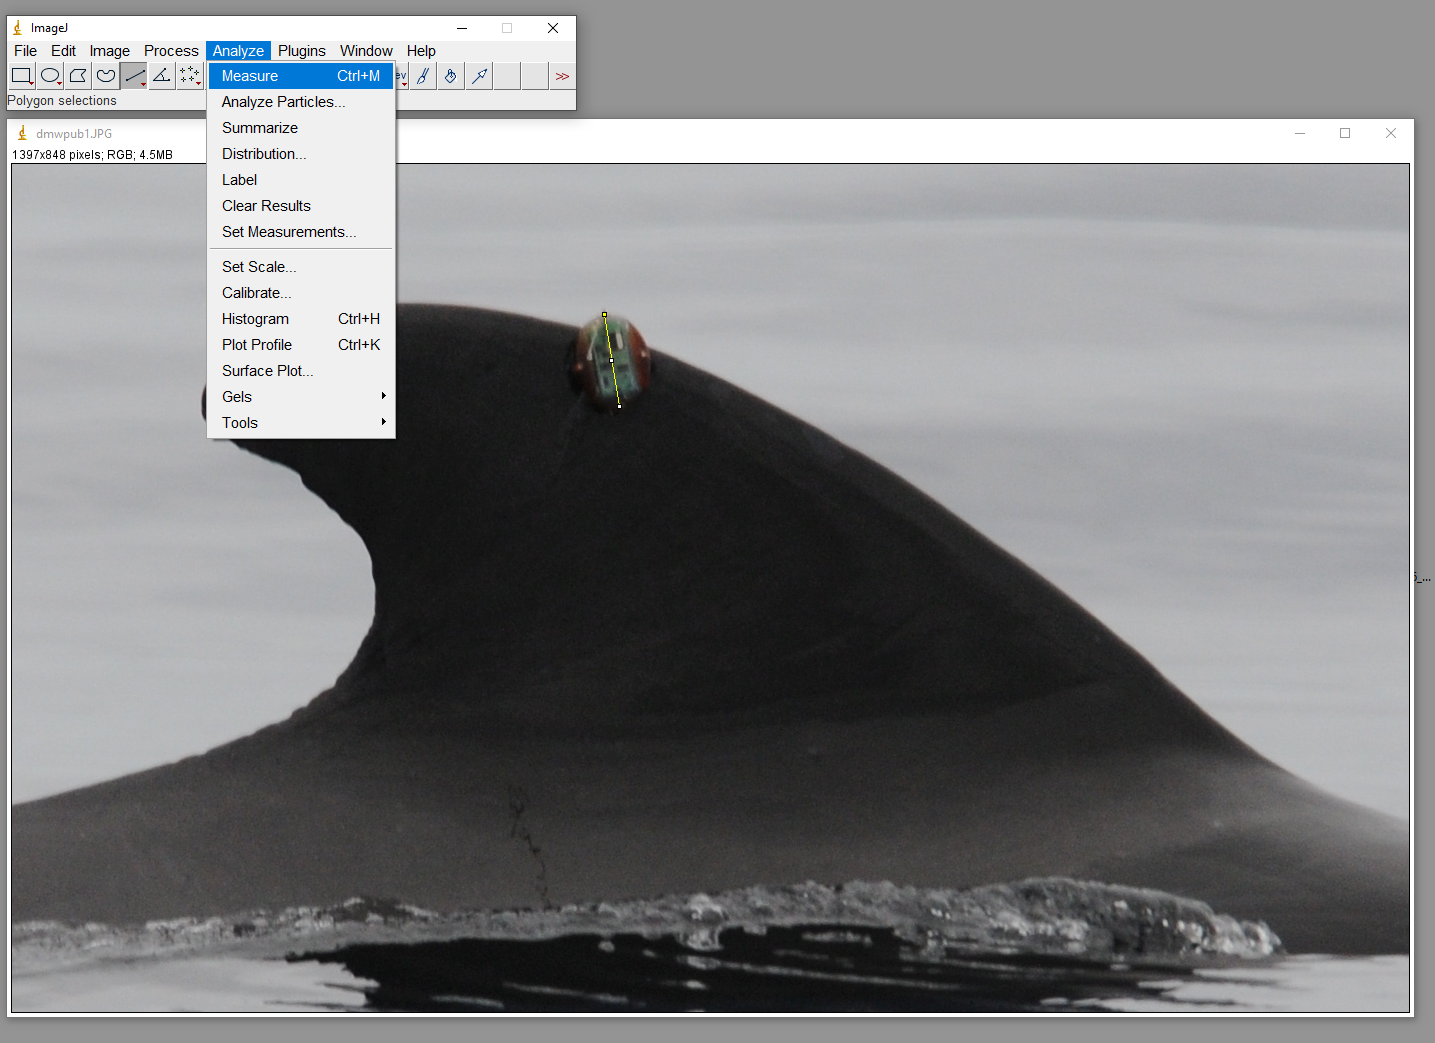 ImageJ
File Edit Image Process Analyze Plugins Window Help
>>
Polygon selections
Measure Ctrl+M
Analyze Particles...
Summarize
Distribution...
Label
Clear Results
Set Measurements...
Set Scale...
Calibrate...
Histogram Ctrl+H
Plot Profile Ctrl+K
Surface Plot...
Gels
Tools
dmwpub1.JPG
1397x848 pixels; RGB; 4.5MB